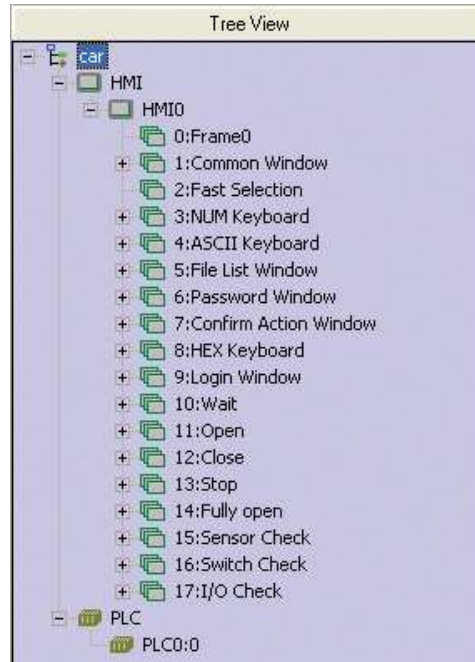 Tree View
car
HMI
HMI0
0:Frame0
1:Common Window
2:Fast Selection
3:NUM Keyboard
4:ASCII Keyboard
5:File List Window
6:Password Window
7:Confirm Action Window
8:HEX Keyboard
9:Login Window
10:Wait
11:Open
12:Close
13:Stop
14:Fully open
15:Sensor Check
16:Switch Check
17:I/O Check
PLC
PLC0:0